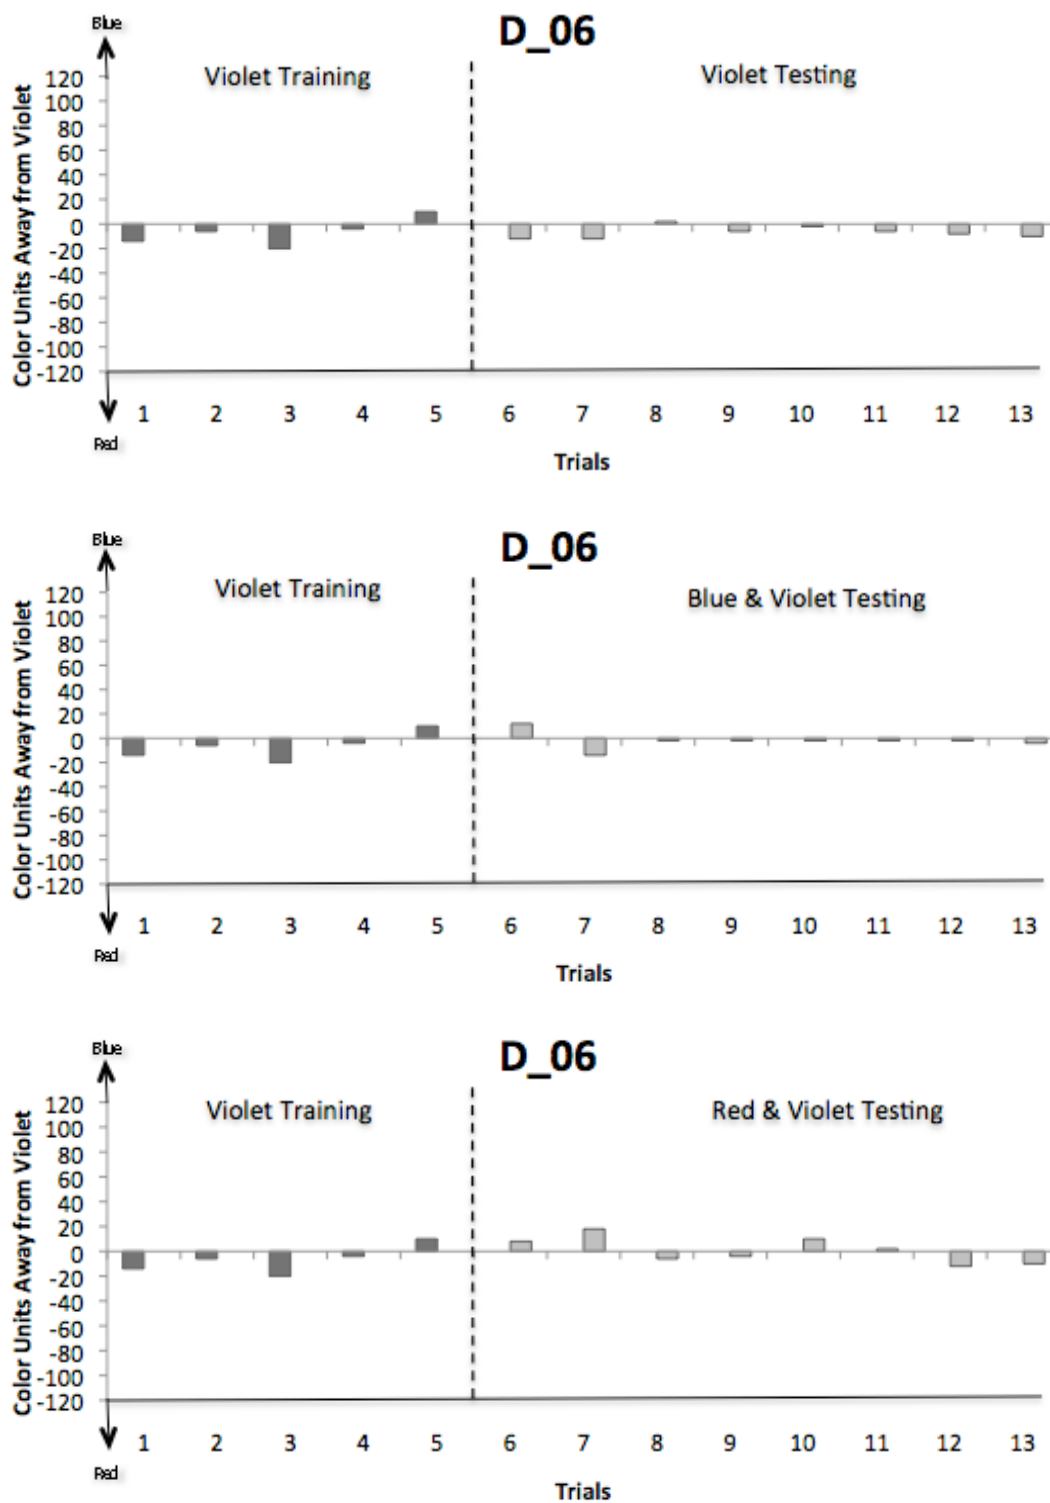 Blue
D_06
Violet Training
Violet Testing
Color Units Away from Violet
120
100
80
60
40
20
0
-20
-40
-60
-80
-100
-120
1 2 3 4 5 6 7 8 9 10 11 12 13
Red
Trials
Blue
D_06
Violet Training
Blue & Violet Testing
Color Units Away from Violet
120
100
80
60
40
20
0
-20
-40
-60
-80
-100
-120
1 2 3 4 5 6 7 8 9 10 11 12 13
Red
Trials
Blue
D_06
Violet Training
Red & Violet Testing
Color Units Away from Violet
120
100
80
60
40
20
0
-20
-40
-60
-80
-100
-120
1 2 3 4 5 6 7 8 9 10 11 12 13
Red
Trials